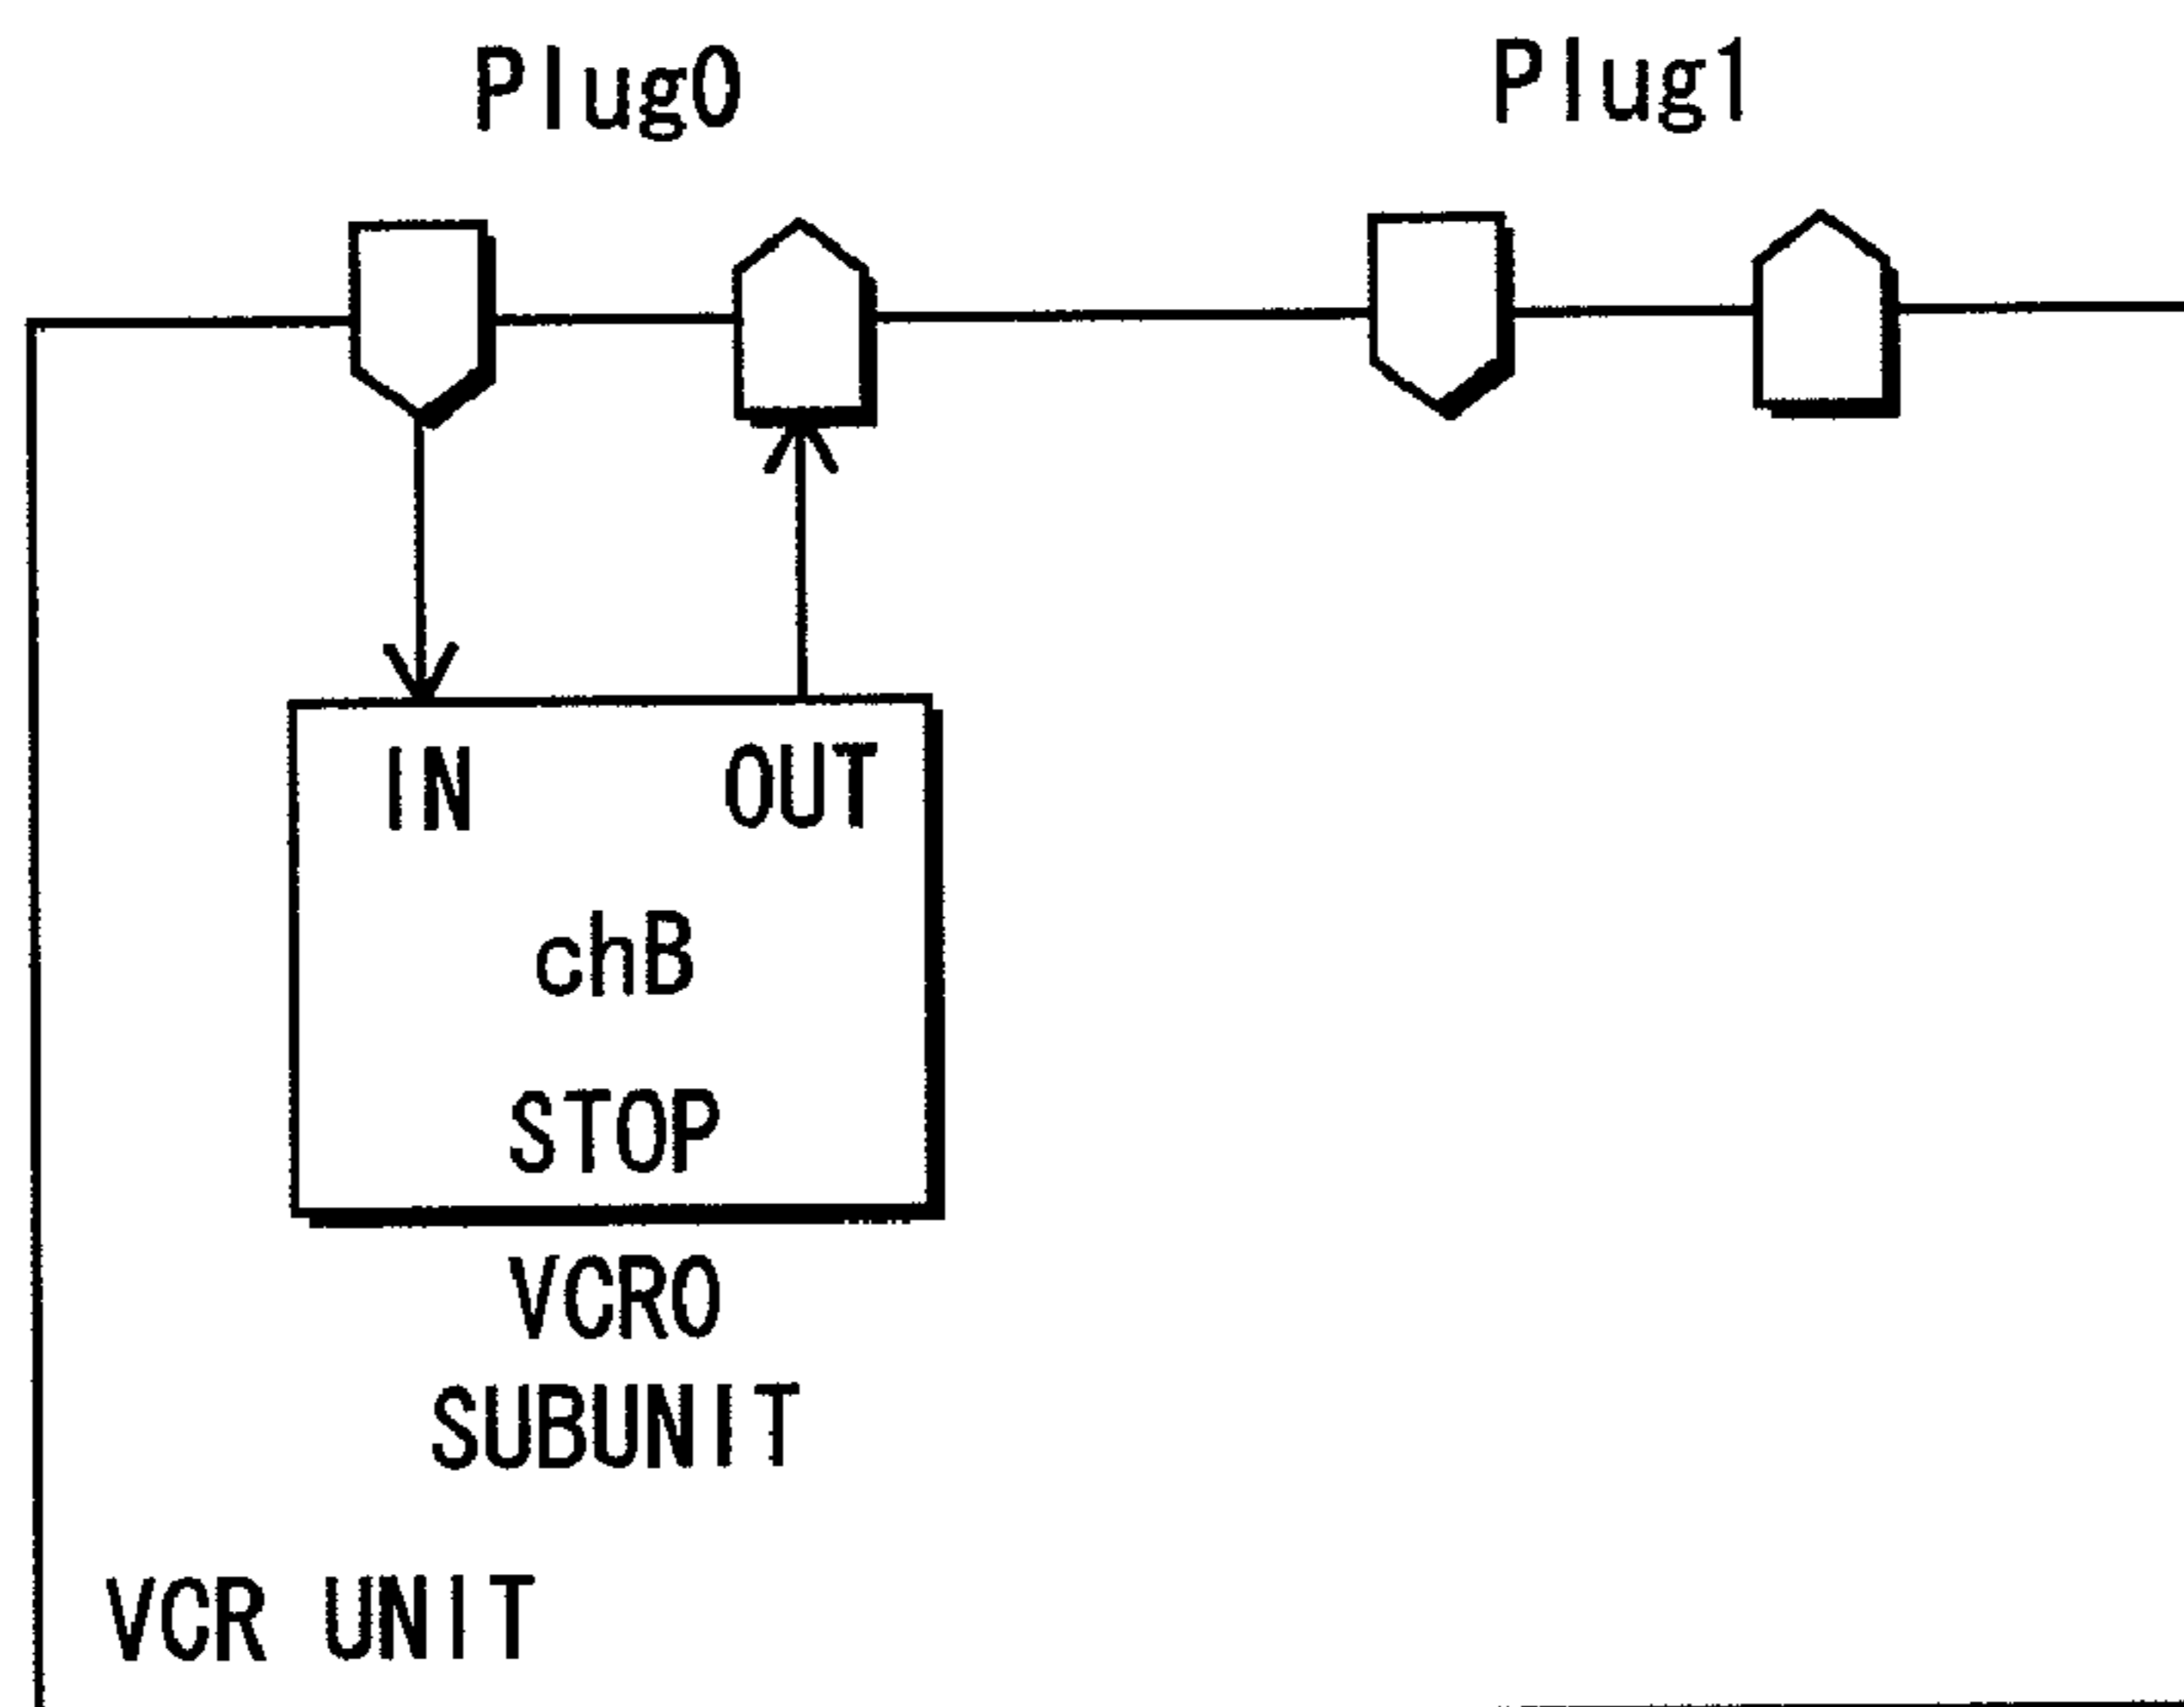 Plug0 Plug1
IN OUT
chB
STOP
VCR0
SUBUNIT
VCR UNIT